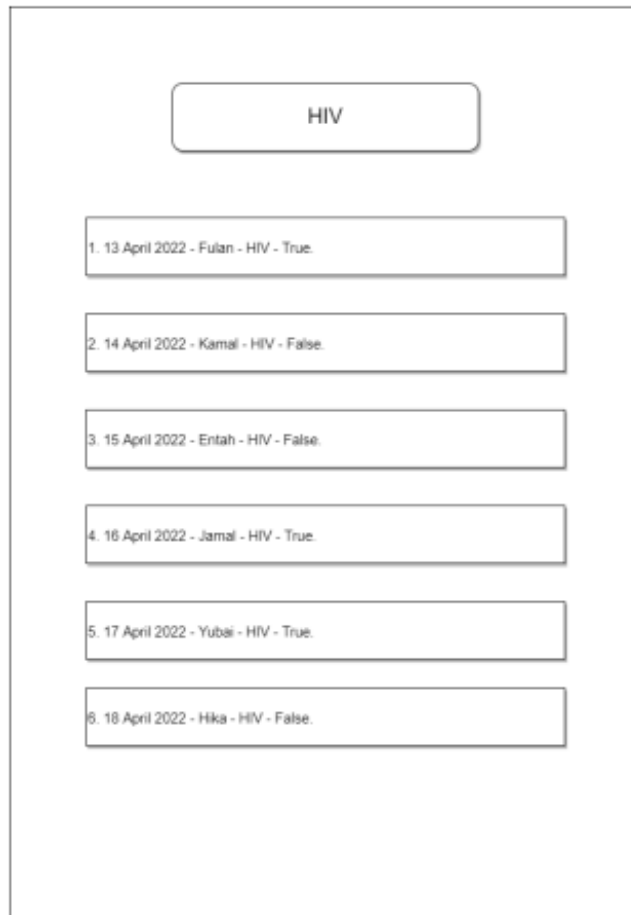 HIV
1. 13 April 2022 - Fulan - HIV - True.
2. 14 April 2022 - Kamal - HIV - False.
3. 15 April 2022 - Entah - HIV - False.
4. 16 April 2022 - Jamal - HIV - True.
5. 17 April 2022 - Yubai - HIV - True.
6. 18 April 2022 - Hika - HIV - False.